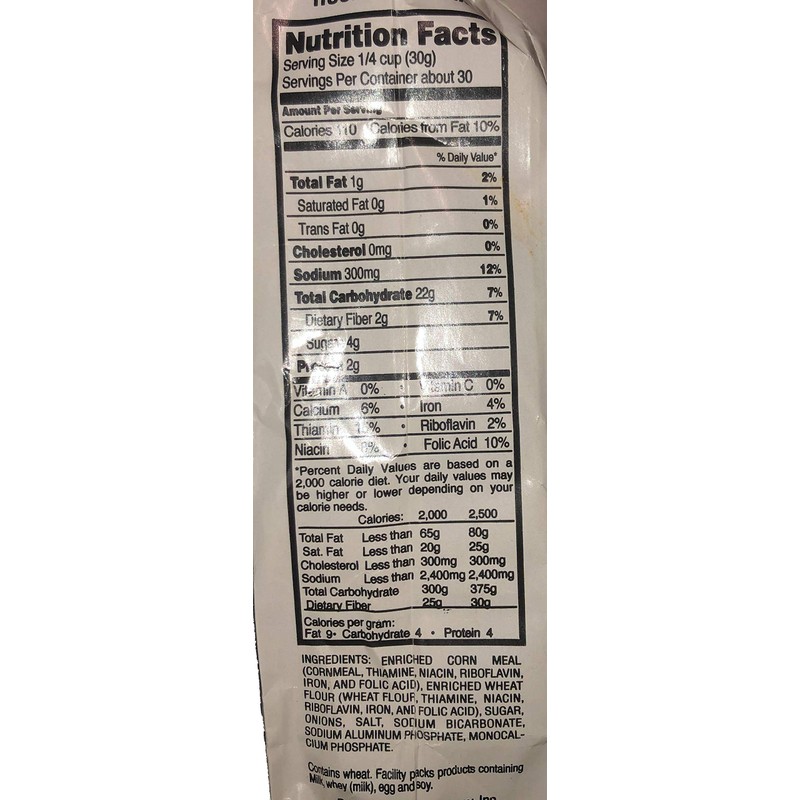 Nutrition Facts
Serving Size 1/4 cup (30g)
Servings Per Container about 30
Amount Per Serving
Calories 110 Calories from Fat 10%
% Daily Value*
Total Fat 1g 2%
Saturated Fat 0g 1%
Trans Fat 0g 0%
Cholesterol 0mg 0%
Sodium 300mg 12%
Total Carbohydrate 22g 7%
Dietary Fiber 2g 7%
Sugars 4g
Protein 2g
Vitamin A 0% • Vitamin C 0%
Calcium 6% • Iron 4%
Thiamin • Riboflavin 2%
Niacin • Folic Acid 10%
*Percent Daily Values are based on a
2,000 calorie diet. Your daily values may
be higher or lower depending on your
calorie needs.
Calories: 2,000 2,500
Total Fat Less than 65g 80g
Sat. Fat Less than 20g 25g
Cholesterol Less than 300mg 300mg
Sodium Less than 2,400mg 2,400mg
Total Carbohydrate 300g 375g
Dietary Fiber 25g 30g
Calories per gram:
Fat 9• Carbohydrate 4 • Protein 4
INGREDIENTS: ENRICHED CORN MEAL
(CORNMEAL, THIAMINE, NIACIN, RIBOFLAVIN,
IRON, AND FOLIC ACID), ENRICHED WHEAT
FLOUR (WHEAT FLOUR, THIAMINE, NIACIN,
RIBOFLAVIN, IRON, AND FOLIC ACID), SUGAR,
ONIONS, SALT, SODIUM BICARBONATE,
SODIUM ALUMINUM PHOSPHATE, MONOCAL-
CIUM PHOSPHATE.
Contains wheat. Facility packs products containing
Milk, whey (milk), egg and soy.